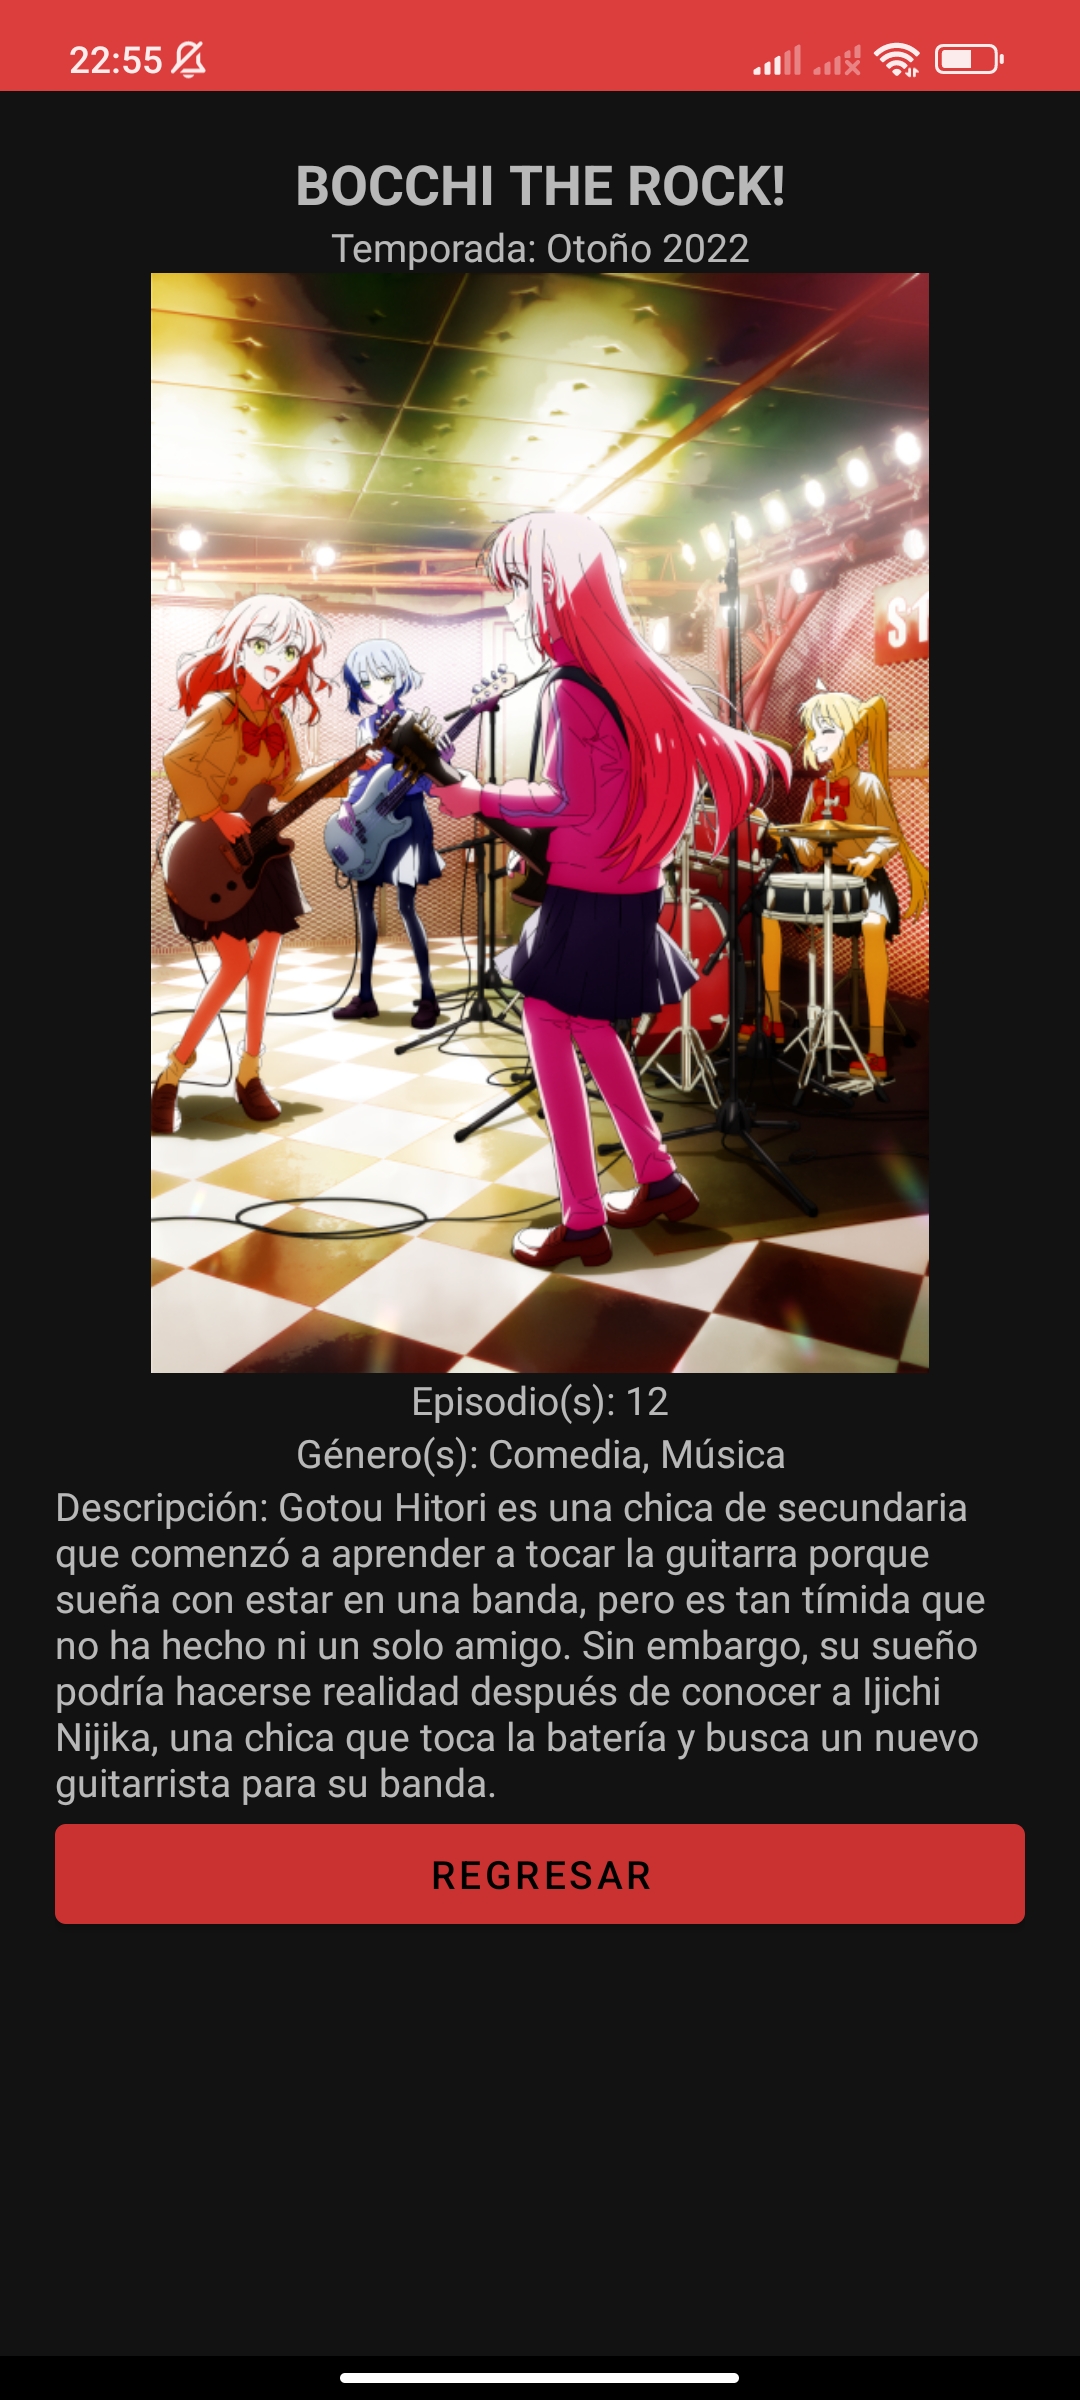 22:55
BOCCHI THE ROCK!
Temporada: Otoño 2022
S1
Episodio(s): 12
Género(s): Comedia, Música
Descripción: Gotou Hitori es una chica de secundaria
que comenzó a aprender a tocar la guitarra porque
sueña con estar en una banda, pero es tan tímida que
no ha hecho ni un solo amigo. Sin embargo, su sueño
podría hacerse realidad después de conocer a Ijichi
Nijika, una chica que toca la batería y busca un nuevo
guitarrista para su banda.
REGRESAR